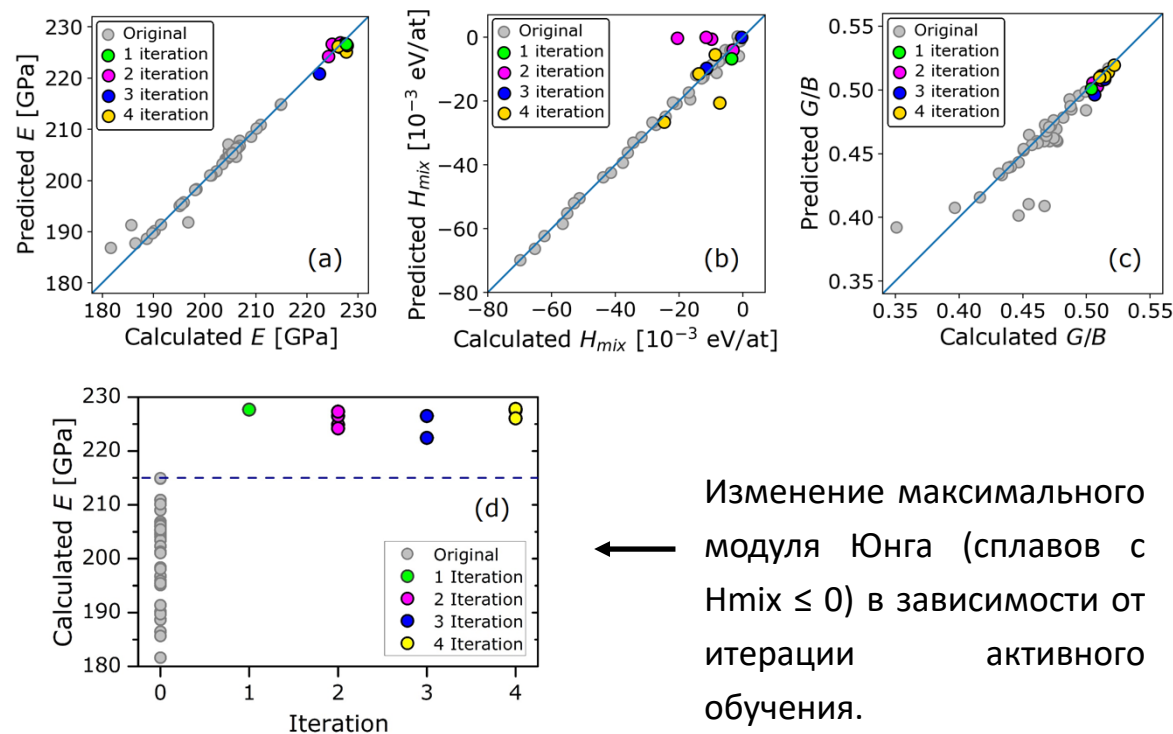 230
220
210
200
190
180
Predicted E [GPa]
Original
1 iteration
2 iteration
3 iteration
4 iteration
(a)
180 190 200 210 220 230
Calculated E [GPa]
0
−20
−40
−60
−80
Predicted Hmix [10−3 eV/at]
Original
1 iteration
2 iteration
3 iteration
4 iteration
(b)
−80 −60 −40 −20 0
Calculated Hmix [10−3 eV/at]
0.55
0.50
0.45
0.40
0.35
Predicted G/B
Original
1 iteration
2 iteration
3 iteration
4 iteration
(c)
0.35 0.40 0.45 0.50 0.55
Calculated G/B
230
220
210
200
190
180
Calculated E [GPa]
(d)
Original
1 Iteration
2 Iteration
3 Iteration
4 Iteration
0 1 2 3 4
Iteration
Изменение максимального
модуля Юнга (сплавов с
Hmix ≤ 0) в зависимости от
итерации активного
обучения.